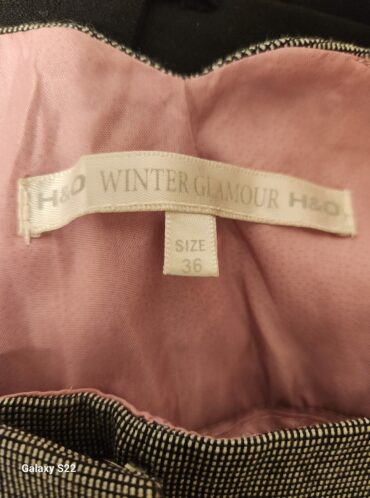 H&O WINTER GLAMOUR H&O
SIZE
36
Galaxy S22